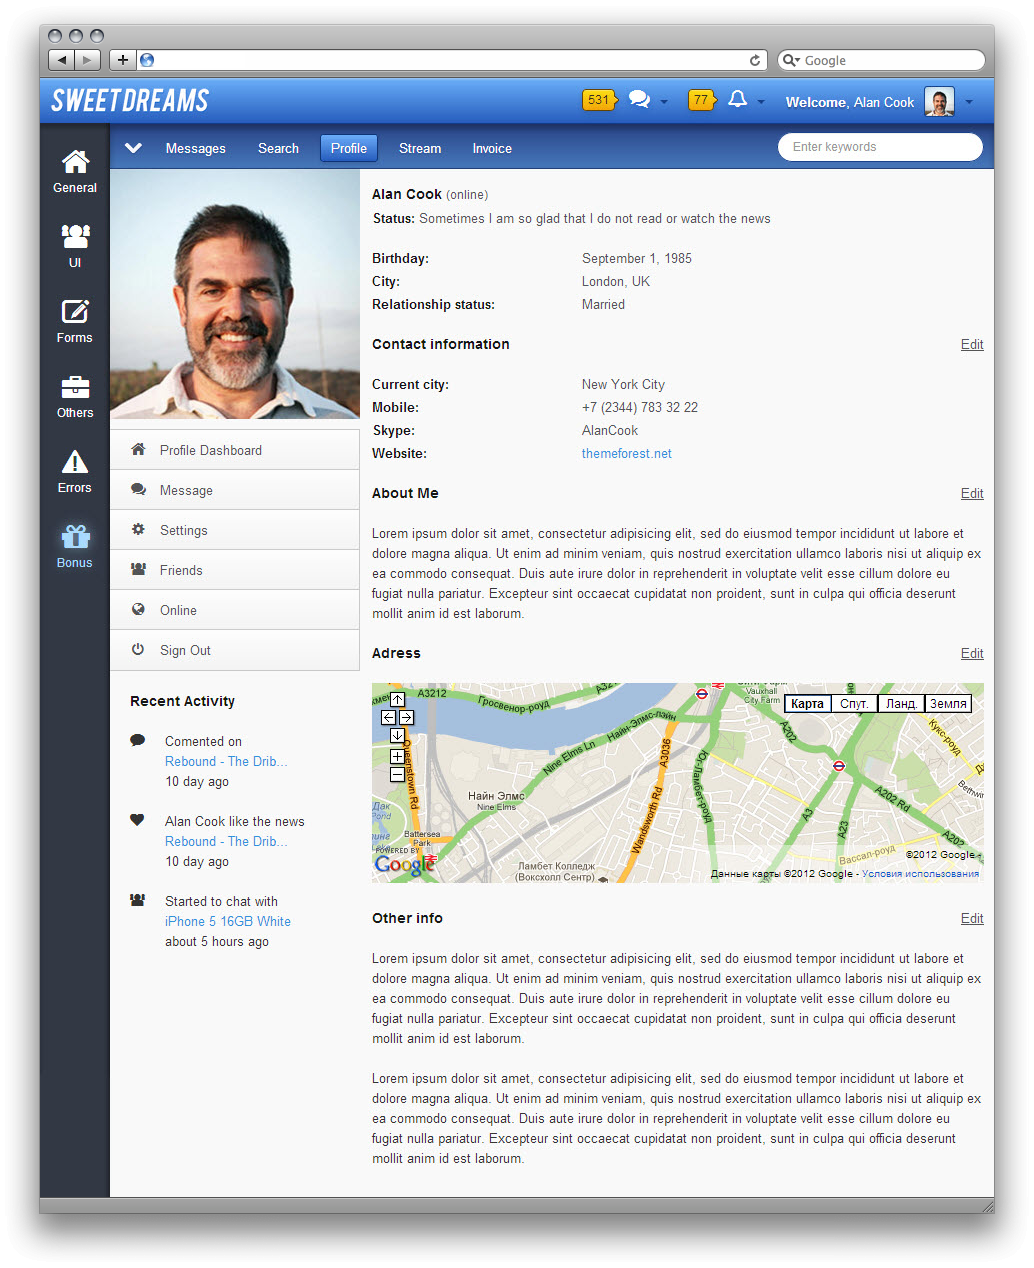 Google
SWEET DREAMS
531
77
Welcome, Alan Cook
Messages
Search
Profile
Stream
Invoice
Enter keywords
General
UI
Forms
Others
Errors
Bonus
Alan Cook (online)
Status: Sometimes I am so glad that I do not read or watch the news
Birthday: September 1, 1985
City: London, UK
Relationship status: Married
Contact information Edit
Current city: New York City
Mobile: +7 (2344) 783 32 22
Skype: AlanCook
Website: themeforest.net
About Me Edit
Lorem ipsum dolor sit amet, consectetur adipisicing elit, sed do eiusmod tempor incididunt ut labore et
dolore magna aliqua. Ut enim ad minim veniam, quis nostrud exercitation ullamco laboris nisi ut aliquip ex
ea commodo consequat. Duis aute irure dolor in reprehenderit in voluptate velit esse cillum dolore eu
fugiat nulla pariatur. Excepteur sint occaecat cupidatat non proident, sunt in culpa qui officia deserunt
mollit anim id est laborum.
Adress Edit
A3212
Гросвенор-роуд
Vauxhall
City Farm
Карта
Спут.
Ланд.
Земля
Найн-Элмс-лэйн
Nine Elms Ln
A3036
A202
Кукс-роуд
Queenstown Rd
Юг-Ламбет-роуд
Найн Элмс
Nine Elms
Wandsworth Rd
A202 Rd
A3
A23
A202
Battersea
Park
Вассал-роуд
POWERED BY
Google
Ламбет Колледж
(Воксхолл Сентр)
©2012 Google -
Данные карты ©2012 Google - Условия использования
Other info Edit
Lorem ipsum dolor sit amet, consectetur adipisicing elit, sed do eiusmod tempor incididunt ut labore et
dolore magna aliqua. Ut enim ad minim veniam, quis nostrud exercitation ullamco laboris nisi ut aliquip ex
ea commodo consequat. Duis aute irure dolor in reprehenderit in voluptate velit esse cillum dolore eu
fugiat nulla pariatur. Excepteur sint occaecat cupidatat non proident, sunt in culpa qui officia deserunt
mollit anim id est laborum.
Lorem ipsum dolor sit amet, consectetur adipisicing elit, sed do eiusmod tempor incididunt ut labore et
dolore magna aliqua. Ut enim ad minim veniam, quis nostrud exercitation ullamco laboris nisi ut aliquip ex
ea commodo consequat. Duis aute irure dolor in reprehenderit in voluptate velit esse cillum dolore eu
fugiat nulla pariatur. Excepteur sint occaecat cupidatat non proident, sunt in culpa qui officia deserunt
mollit anim id est laborum.
Profile Dashboard
Message
Settings
Friends
Online
Sign Out
Recent Activity
Comented on
Rebound - The Drib...
10 day ago
Alan Cook like the news
Rebound - The Drib...
10 day ago
Started to chat with
iPhone 5 16GB White
about 5 hours ago